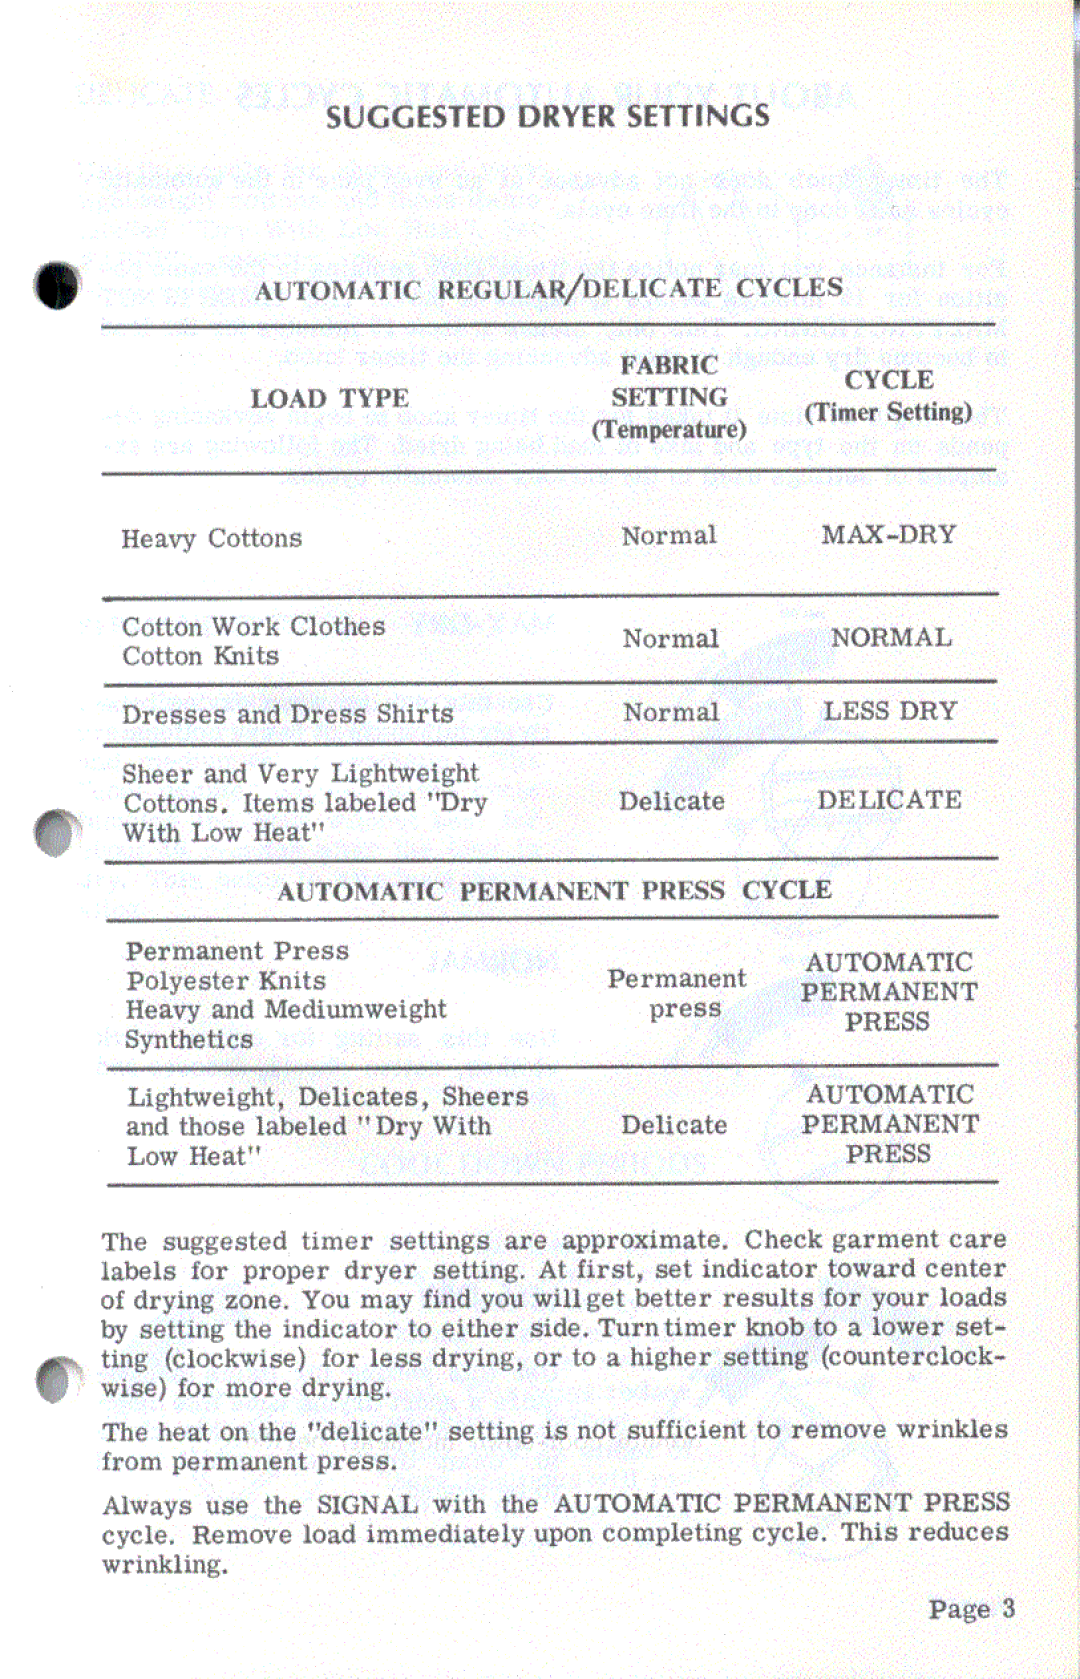 SUGGESTED DRYER SETTINGS
AUTOMATIC REGULAR/DELICATE CYCLES
LOAD TYPE
FABRIC
SETTING
(Temperature)
CYCLE
(Timer Setting)
Heavy Cottons Normal MAX-DRY
Cotton Work Clothes
Cotton Knits
Normal NORMAL
Dresses and Dress Shirts Normal LESS DRY
Sheer and Very Lightweight
Cottons. Items labeled "Dry
With Low Heat"
Delicate DELICATE
AUTOMATIC PERMANENT PRESS CYCLE
Permanent Press
Polyester Knits
Heavy and Mediumweight
Synthetics
Permanent
press
AUTOMATIC
PERMANENT
PRESS
Lightweight, Delicates, Sheers
and those labeled "Dry With
Low Heat"
Delicate
AUTOMATIC
PERMANENT
PRESS
The suggested timer settings are approximate. Check garment care
labels for proper dryer setting. At first, set indicator toward center
of drying zone. You may find you will get better results for your loads
by setting the indicator to either side. Turn timer knob to a lower set-
ting (clockwise) for less drying, or to a higher setting (counterclock-
wise) for more drying.
The heat on the "delicate" setting is not sufficient to remove wrinkles
from permanent press.
Always use the SIGNAL with the AUTOMATIC PERMANENT PRESS
cycle. Remove load immediately upon completing cycle. This reduces
wrinkling.
Page 3